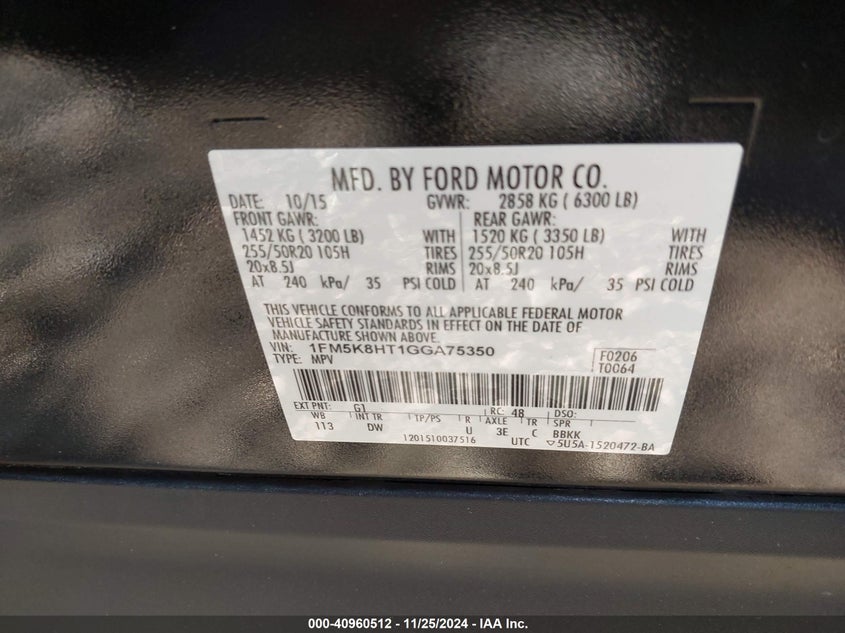 MFD. BY FORD MOTOR CO.
DATE: 10/15 GVWR: 2858 KG ( 6300 LB)
FRONT GAWR: REAR GAWR:
1452 KG ( 3200 LB) WITH 1520 KG ( 3350 LB) WITH
255/50R20 105H TIRES 255/50R20 105H TIRES
20x8.5J RIMS 20x8.5J RIMS
AT 240 kPa/ 35 PSI COLD AT 240 kPa/ 35 PSI COLD
THIS VEHICLE CONFORMS TO ALL APPLICABLE FEDERAL MOTOR
VEHICLE SAFETY STANDARDS IN EFFECT ON THE DATE OF
MANUFACTURE SHOWN ABOVE.
VIN: 1FM5K8HT1GGA75350 F0206
TYPE: MPV T0064
EXT PNT: G1 RC: 48 DSO:
WB INT TR TP/PS R AXLE TR SPR
113 DW U 3E C BBKK
1201510037516 UTC ▽5U5A-1520472-BA
000-40960512 - 11/25/2024 - IAA Inc.